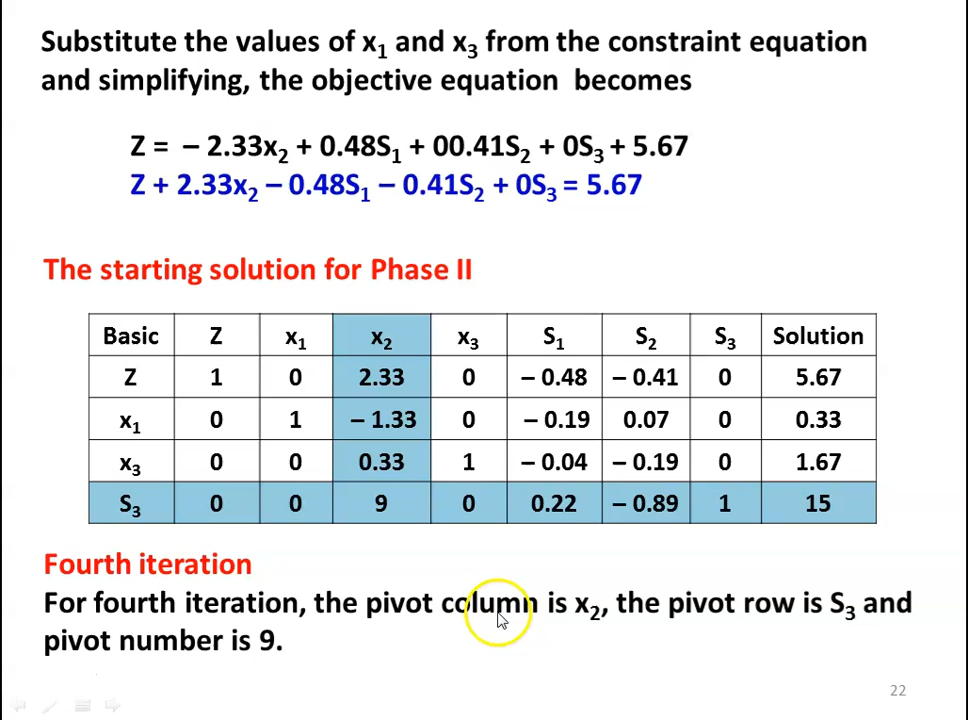 Substitute the values of x₁ and x₃ from the constraint equation
and simplifying, the objective equation becomes
Z = – 2.33x₂ + 0.48S₁ + 00.41S₂ + 0S₃ + 5.67
Z + 2.33x₂ – 0.48S₁ – 0.41S₂ + 0S₃ = 5.67
The starting solution for Phase II
Basic Z x₁ x₂ x₃ S₁ S₂ S₃ Solution
Z 1 0 2.33 0 – 0.48 – 0.41 0 5.67
x₁ 0 1 – 1.33 0 – 0.19 0.07 0 0.33
x₃ 0 0 0.33 1 – 0.04 – 0.19 0 1.67
S₃ 0 0 9 0 0.22 – 0.89 1 15
Fourth iteration
For fourth iteration, the pivot column is x₂, the pivot row is S₃ and
pivot number is 9.
22